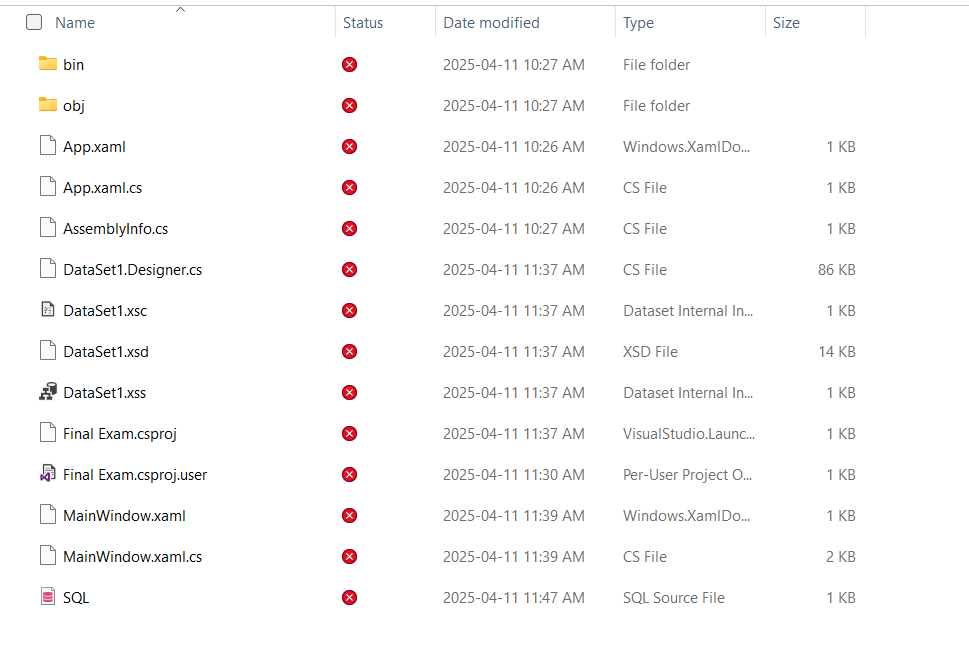 Name Status Date modified Type Size
bin 2025-04-11 10:27 AM File folder
obj 2025-04-11 10:27 AM File folder
App.xaml 2025-04-11 10:26 AM Windows.XamlDo... 1 KB
App.xaml.cs 2025-04-11 10:26 AM CS File 1 KB
AssemblyInfo.cs 2025-04-11 10:27 AM CS File 1 KB
DataSet1.Designer.cs 2025-04-11 11:37 AM CS File 86 KB
DataSet1.xsc 2025-04-11 11:37 AM Dataset Internal In... 1 KB
DataSet1.xsd 2025-04-11 11:37 AM XSD File 14 KB
DataSet1.xss 2025-04-11 11:37 AM Dataset Internal In... 1 KB
Final Exam.csproj 2025-04-11 11:37 AM VisualStudio.Launc... 1 KB
Final Exam.csproj.user 2025-04-11 11:30 AM Per-User Project O... 1 KB
MainWindow.xaml 2025-04-11 11:39 AM Windows.XamlDo... 1 KB
MainWindow.xaml.cs 2025-04-11 11:39 AM CS File 2 KB
SQL 2025-04-11 11:47 AM SQL Source File 1 KB